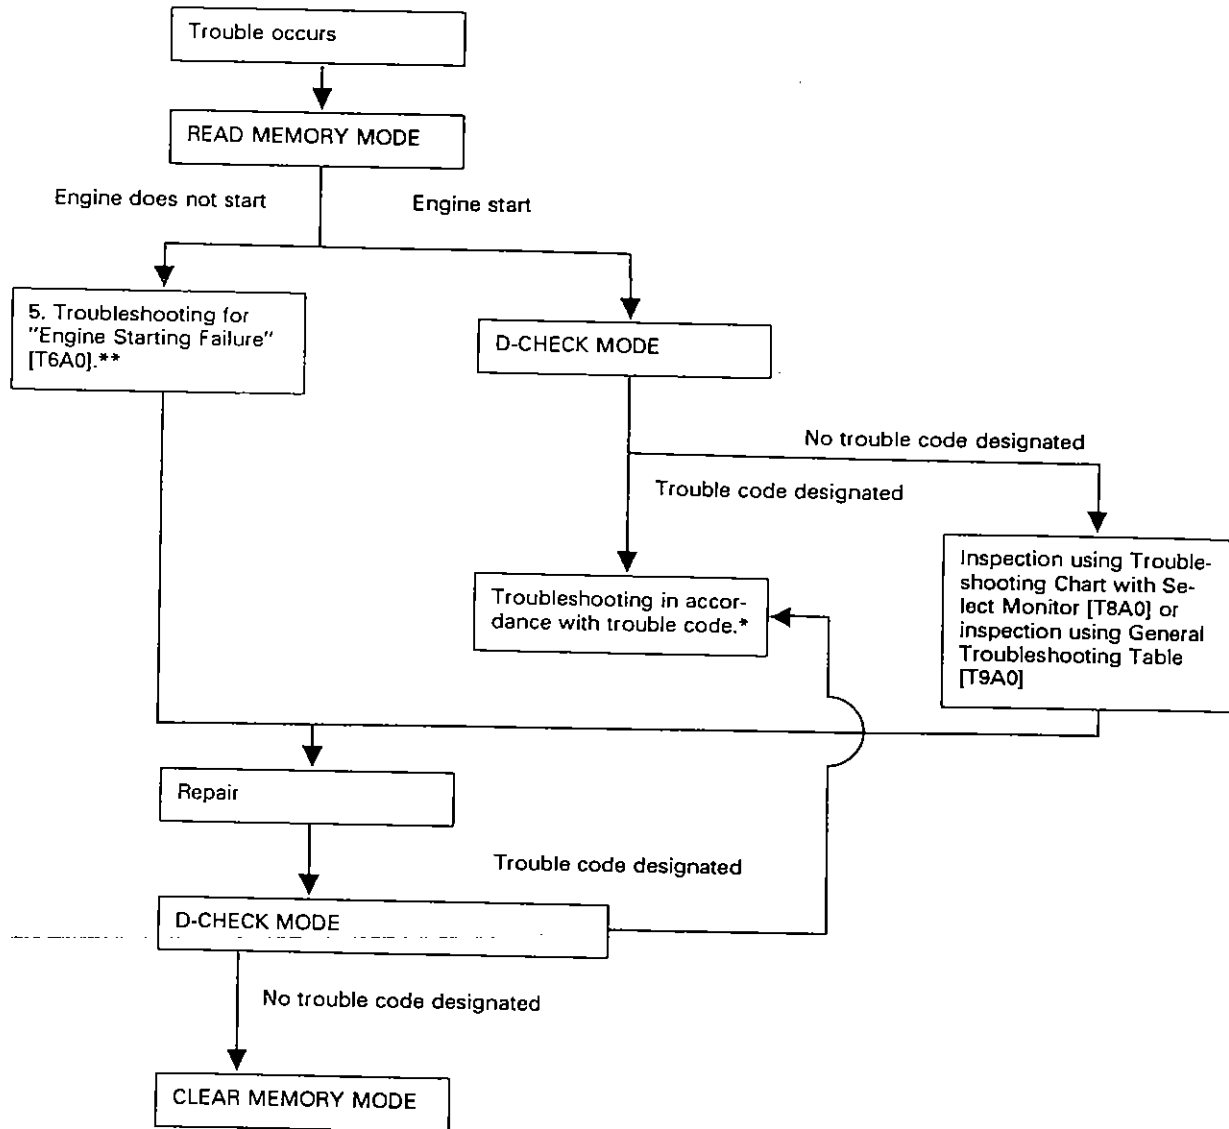 Trouble occurs
READ MEMORY MODE
Engine does not start
Engine start
5. Troubleshooting for
"Engine Starting Failure"
[T6A0].**
D-CHECK MODE
No trouble code designated
Trouble code designated
Inspection using Trouble-
shooting Chart with Se-
lect Monitor [T8A0] or
inspection using General
Troubleshooting Table
[T9A0]
Troubleshooting in accor-
dance with trouble code.*
Repair
Trouble code designated
D-CHECK MODE
No trouble code designated
CLEAR MEMORY MODE